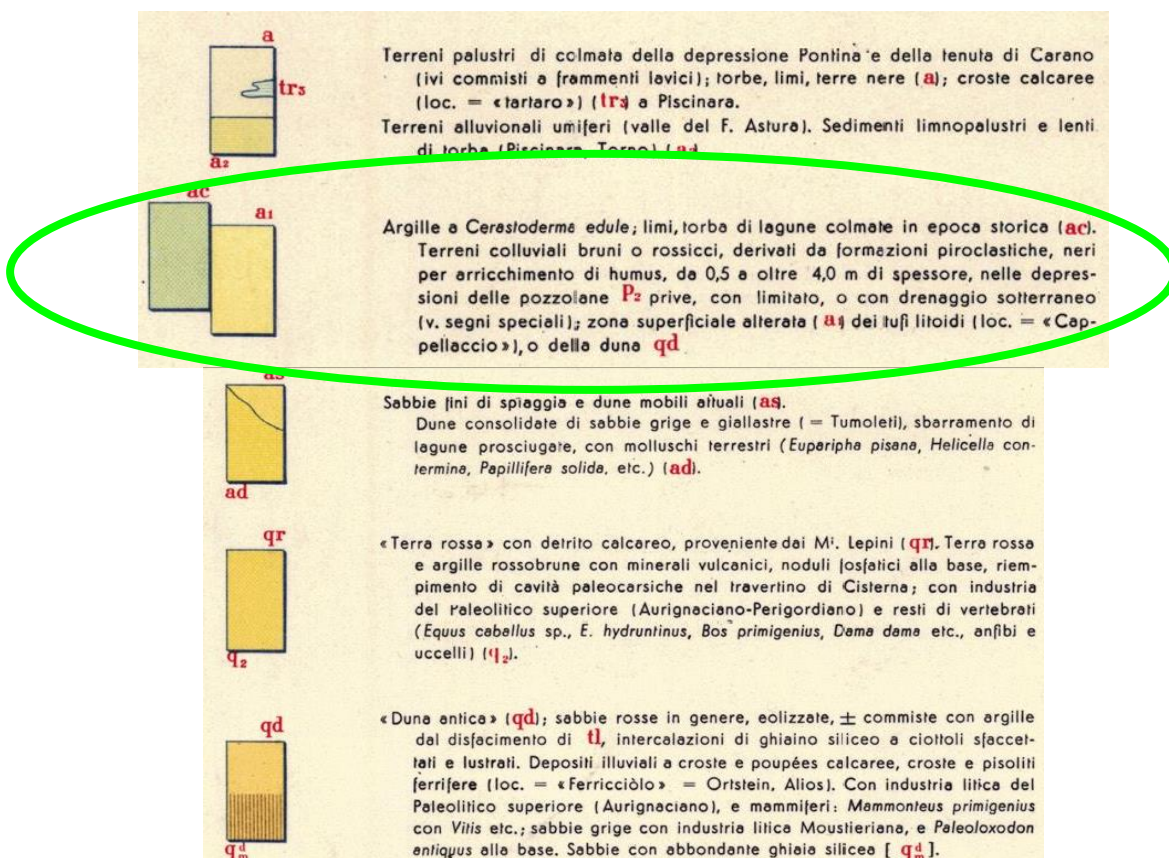 a
tr3
a2
Terreni palustri di colmata della depressione Pontina e della tenuta di Carano
(ivi commisti a frammenti lavici); torbe, limi, terre nere (a); croste calcaree
(loc. = «tartaro») (tr3) a Piscinara.
Terreni alluvionali umiferi (valle del F. Astura). Sedimenti limnopalustri e lenti
di torba (Piscinara, Torno) (a2
ac
a1
Argille a Cerastoderma edule; limi, torba di lagune colmate in epoca storica (ac).
Terreni colluviali bruni o rossicci, derivati da formazioni piroclastiche, neri
per arricchimento di humus, da 0,5 a oltre 4,0 m di spessore, nelle depres-
sioni delle pozzolane P2 prive, con limitato, o con drenaggio sotterraneo
(v. segni speciali); zona superficiale alterata (a1) dei tufi litoidi (loc. = «Cap-
pellaccio»), o della duna qd
as
ad
Sabbie fini di spiaggia e dune mobili attuali (as).
Dune consolidate di sabbie grige e giallastre (= Tumoleti), sbarramento di
lagune prosciugate, con molluschi terrestri (Euparipha pisana, Helicella con-
termina, Papillifera solida, etc.) (ad).
qr
q2
«Terra rossa» con detrito calcareo, proveniente dai Mi. Lepini (qr). Terra rossa
e argille rossobrune con minerali vulcanici, noduli fosfatici alla base, riem-
pimento di cavità paleocarsiche nel travertino di Cisterna; con industria
del Paleolitico superiore (Aurignaciano-Perigordiano) e resti di vertebrati
(Equus caballus sp., E. hydruntinus, Bos primigenius, Dama dama etc., anfibi e
uccelli) (q2).
qd
qdm
«Duna antica» (qd); sabbie rosse in genere, eolizzate, ± commiste con argille
dal disfacimento di tl, intercalazioni di ghiaino siliceo a ciottoli sfaccet-
tati e lustrati. Depositi illuviali a croste e poupées calcaree, croste e pisoliti
ferrifere (loc. = «Ferricciòlo» = Ortstein, Alios). Con industria litica del
Paleolitico superiore (Aurignaciano), e mammiferi: Mammonteus primigenius
con Vitis etc.; sabbie grige con industria litica Moustieriana, e Paleoloxodon
antiquus alla base. Sabbie con abbondante ghiaia silicea [ qdm ].